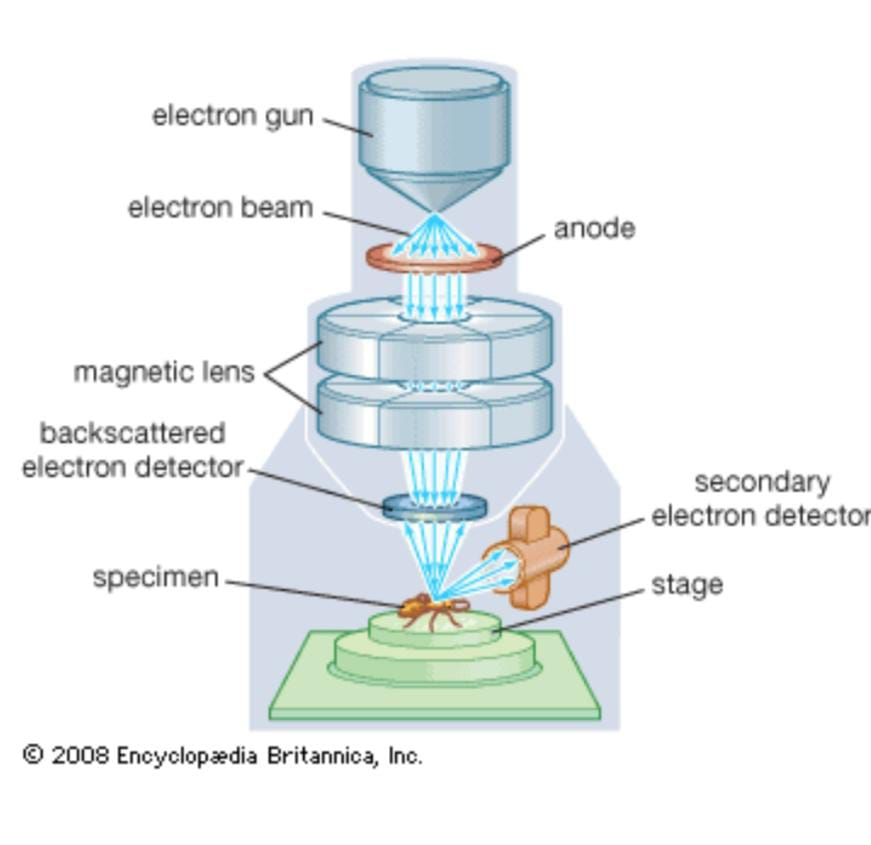 electron gun
electron beam
anode
magnetic lens
backscattered
electron detector
secondary
electron detector
specimen
stage
© 2008 Encyclopædia Britannica, Inc.